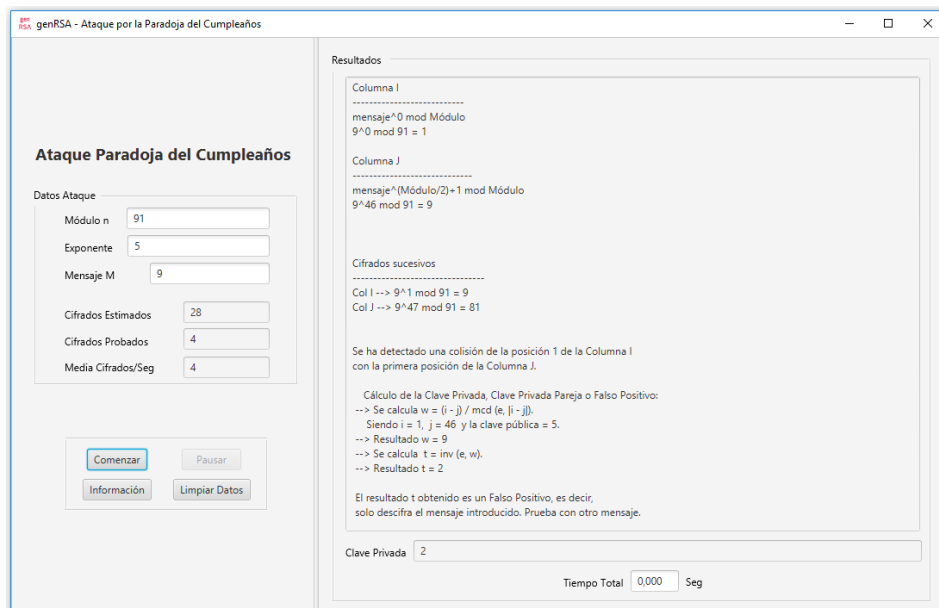 gen RSA genRSA - Ataque por la Paradoja del Cumpleaños
Ataque Paradoja del Cumpleaños
Datos Ataque
Módulo n 91
Exponente 5
Mensaje M 9
Cifrados Estimados 28
Cifrados Probados 4
Media Cifrados/Seg 4
Comenzar Pausar
Información Limpiar Datos
Resultados
Columna I
---------------------------
mensaje^0 mod Módulo
9^0 mod 91 = 1
Columna J
-----------------------------
mensaje^(Módulo/2)+1 mod Módulo
9^46 mod 91 = 9
Cifrados sucesivos
--------------------------------
Col I --> 9^1 mod 91 = 9
Col J --> 9^47 mod 91 = 81
Se ha detectado una colisión de la posición 1 de la Columna I
con la primera posición de la Columna J.
Cálculo de la Clave Privada, Clave Privada Pareja o Falso Positivo:
--> Se calcula w = (i - j) / mcd (e, |i - j|).
Siendo i = 1, j = 46 y la clave pública = 5.
--> Resultado w = 9
--> Se calcula t = inv (e, w).
--> Resultado t = 2
El resultado t obtenido es un Falso Positivo, es decir,
solo descifra el mensaje introducido. Prueba con otro mensaje.
Clave Privada 2
Tiempo Total 0,000 Seg